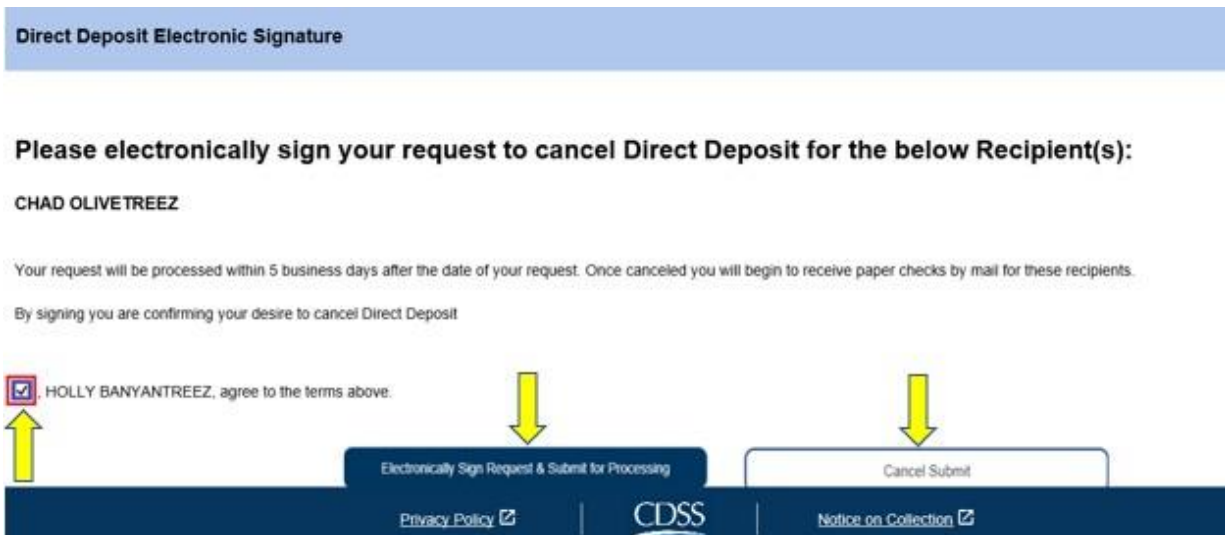 Direct Deposit Electronic Signature
Please electronically sign your request to cancel Direct Deposit for the below Recipient(s):
CHAD OLIVETREEZ
Your request will be processed within 5 business days after the date of your request. Once canceled you will begin to receive paper checks by mail for these recipients.
By signing you are confirming your desire to cancel Direct Deposit
, HOLLY BANYANTREEZ, agree to the terms above.
Electronically Sign Request & Submit for Processing
Cancel Submit
Privacy Policy
CDSS
Notice on Collection